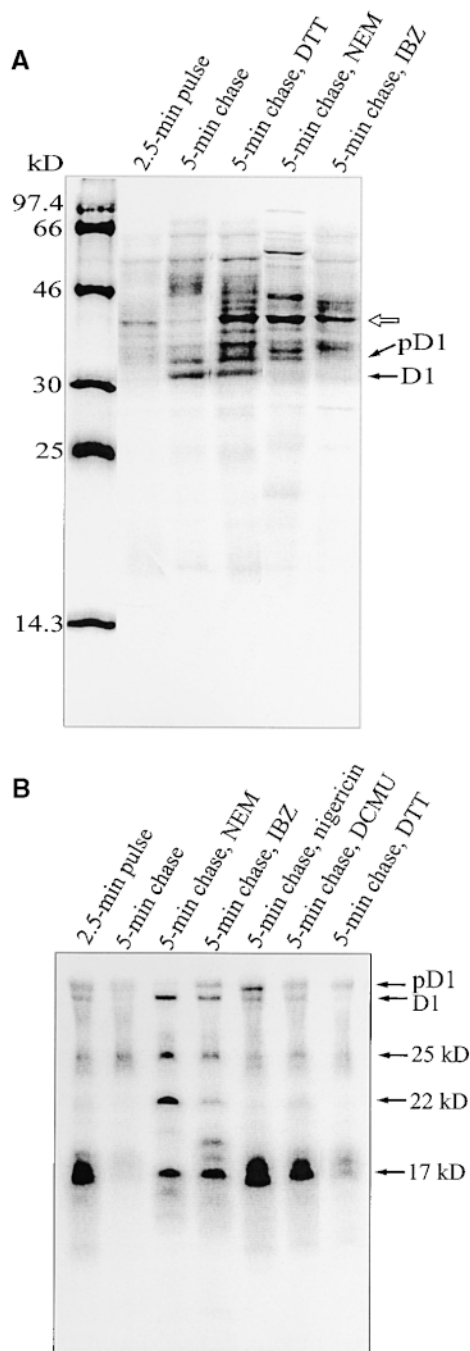 A
2.5-min pulse
5-min chase
5-min chase, DTT
5-min chase, NEM
5-min chase, IBZ
kD
97.4
66
46
pD1
D1
30
25
14.3
B
2.5-min pulse
5-min chase
5-min chase, NEM
5-min chase, IBZ
5-min chase, nigericin
5-min chase, DCMU
5-min chase, DTT
pD1
D1
25 kD
22 kD
17 kD